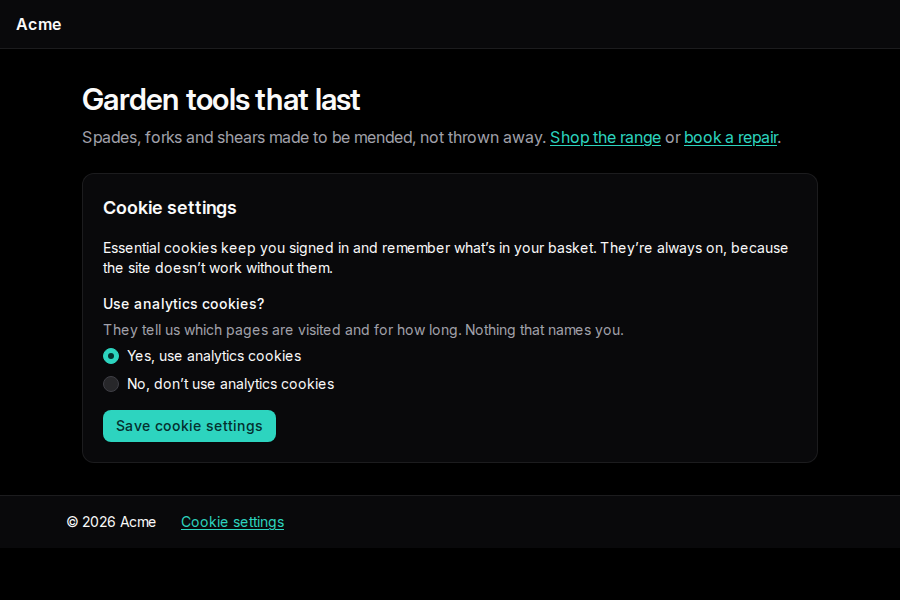 Acme
Garden tools that last
Spades, forks and shears made to be mended, not thrown away. Shop the range or book a repair.
Cookie settings
Essential cookies keep you signed in and remember what’s in your basket. They’re always on, because
the site doesn’t work without them.
Use analytics cookies?
They tell us which pages are visited and for how long. Nothing that names you.
Yes, use analytics cookies
No, don’t use analytics cookies
Save cookie settings
© 2026 Acme Cookie settings